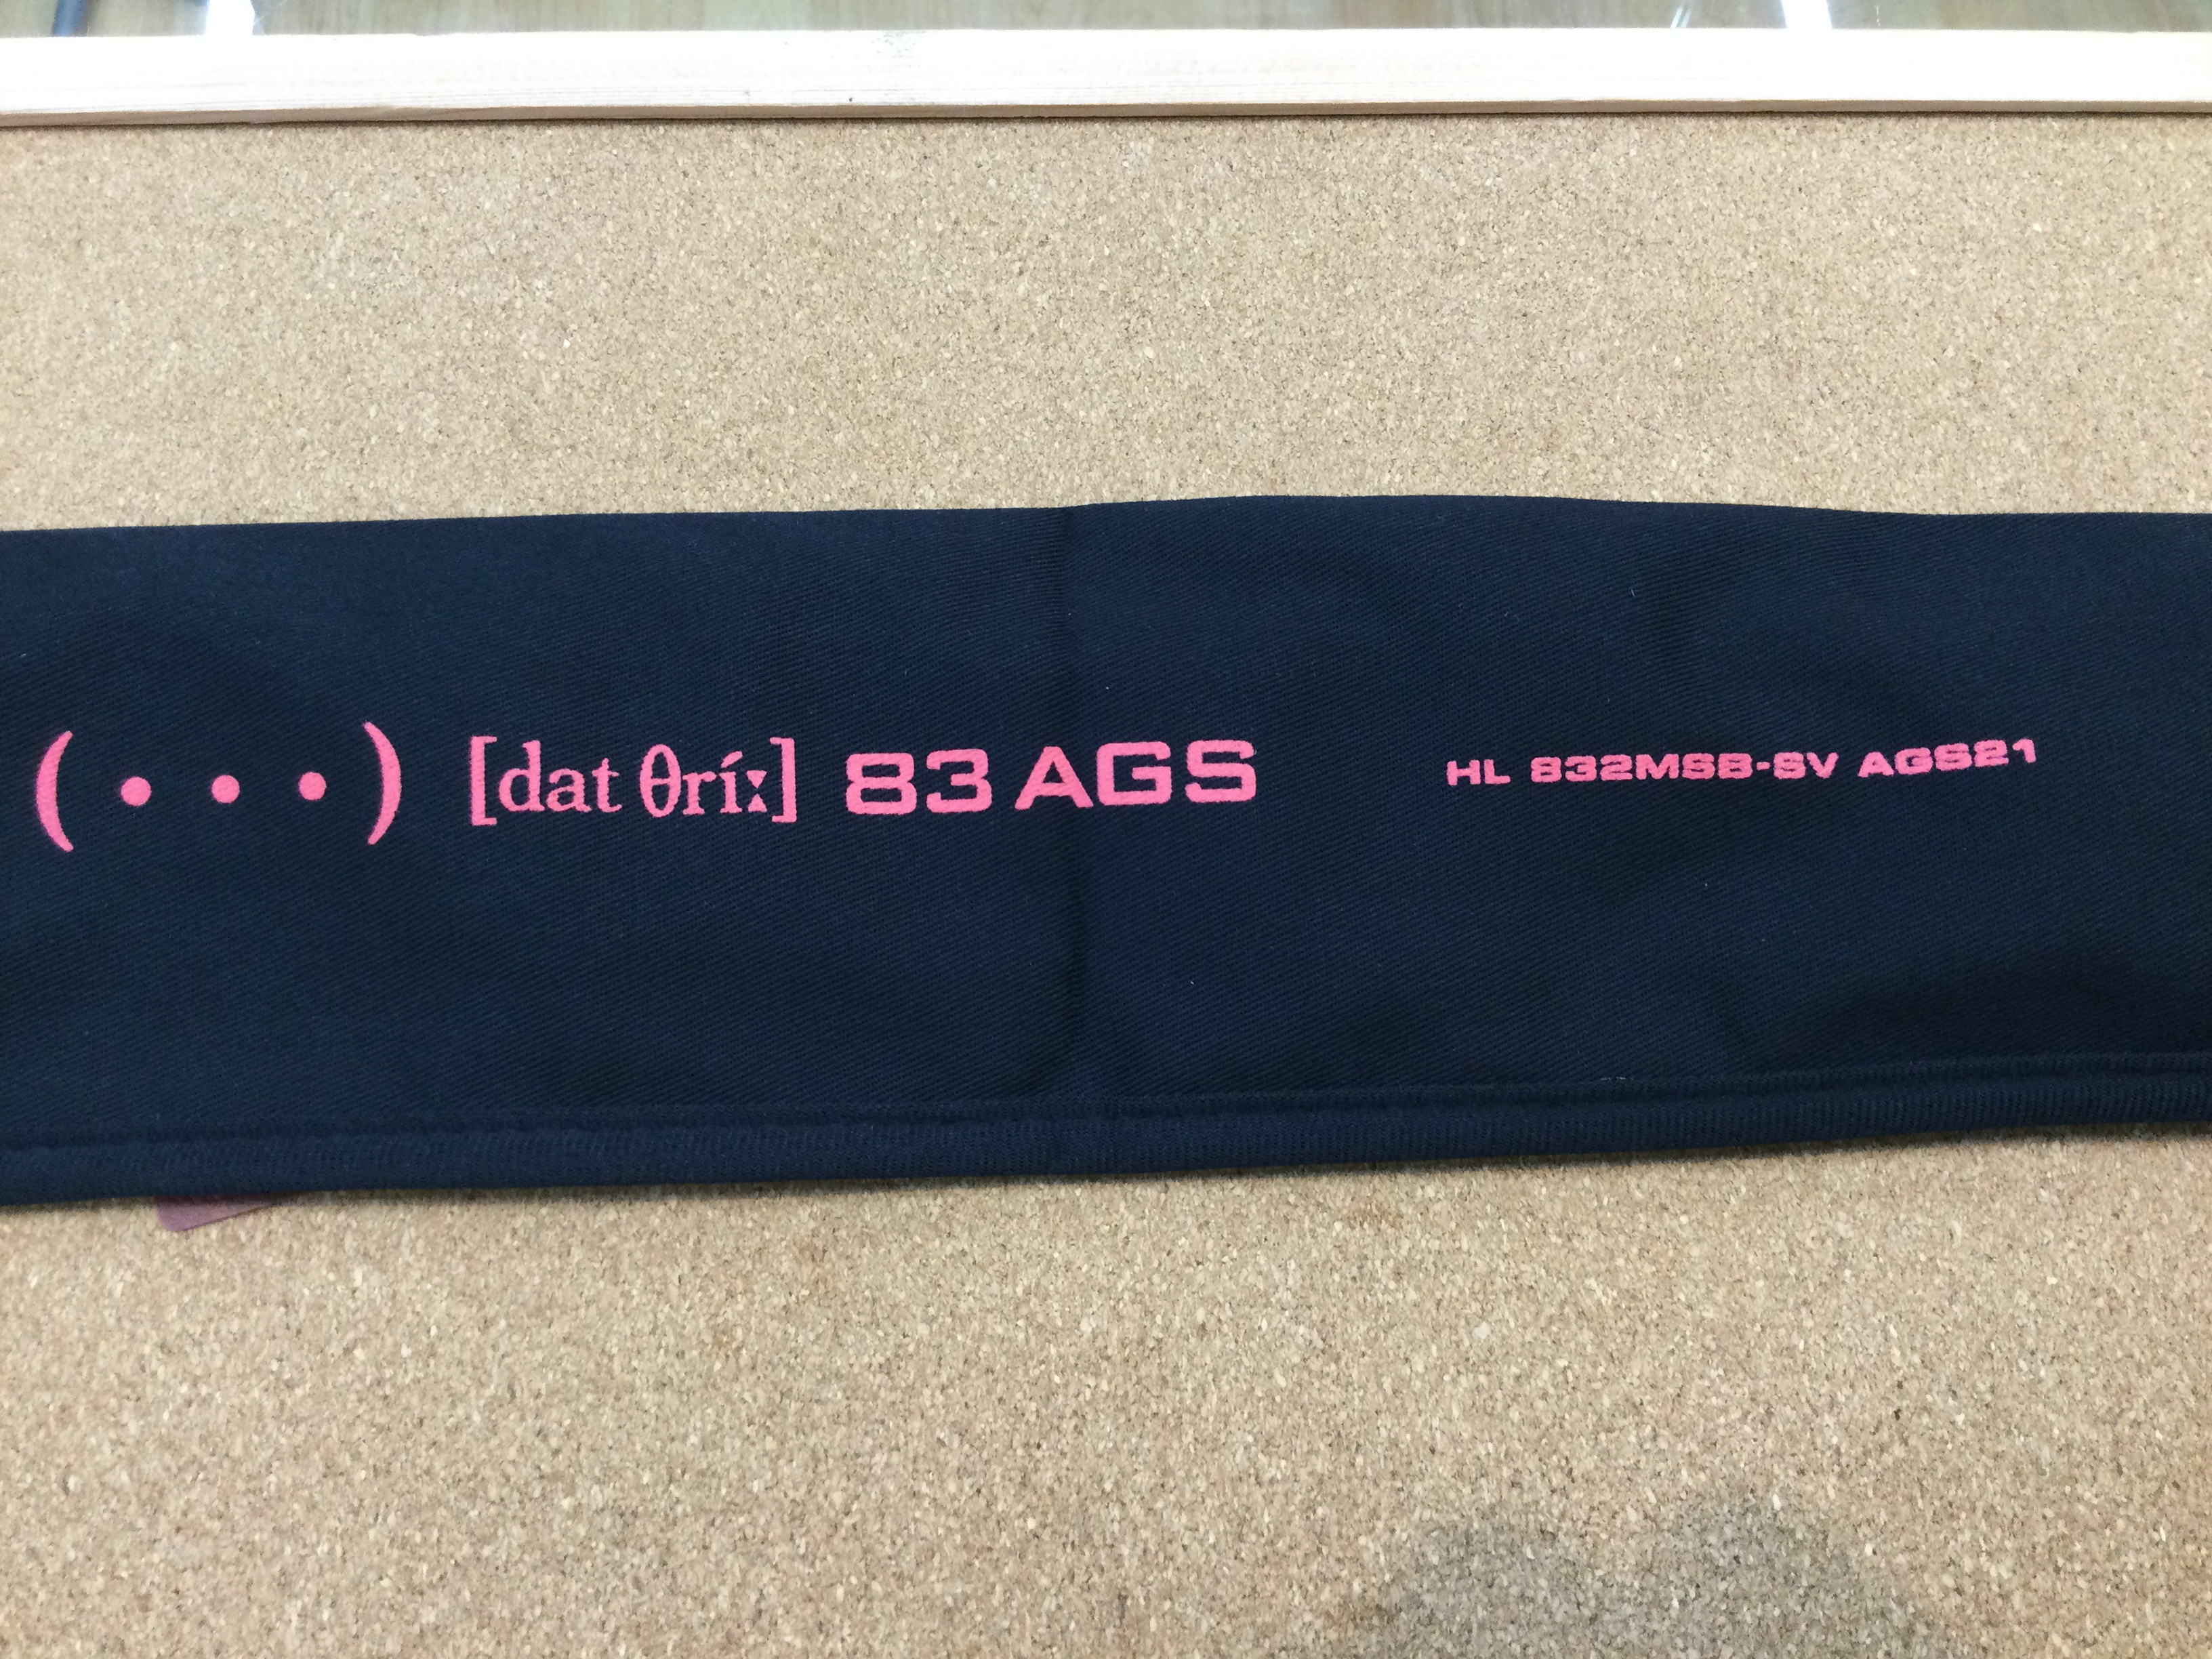 (•••) [dat θríː] 83 AGS HL 832MSB-SV AGS21